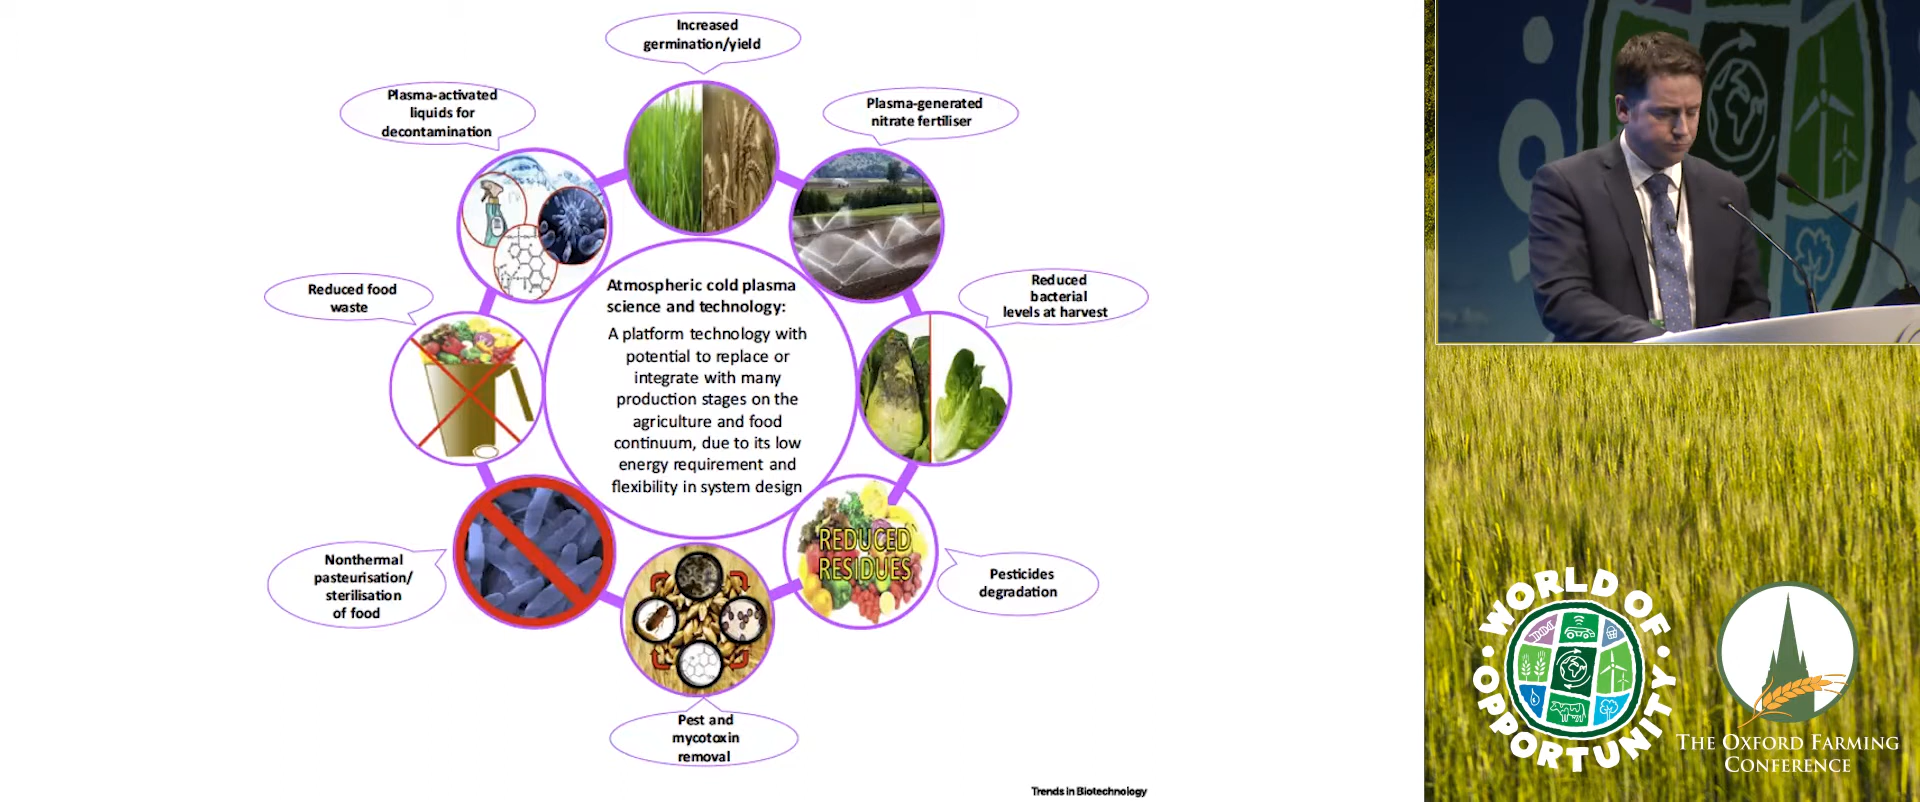 Increased
germination/yield
Plasma-activated
liquids for
decontamination
Plasma-generated
nitrate fertiliser
Reduced food
waste
Reduced
bacterial
levels at harvest
Atmospheric cold plasma
science and technology:
A platform technology with
potential to replace or
integrate with many
production stages on the
agriculture and food
continuum, due to its low
energy requirement and
flexibility in system design
REDUCED
RESIDUES
Nonthermal
pasteurisation/
sterilisation
of food
Pesticides
degradation
Pest and
mycotoxin
removal
Trends in Biotechnology
WORLD OF
OPPORTUNITY
THE OXFORD FARMING
CONFERENCE